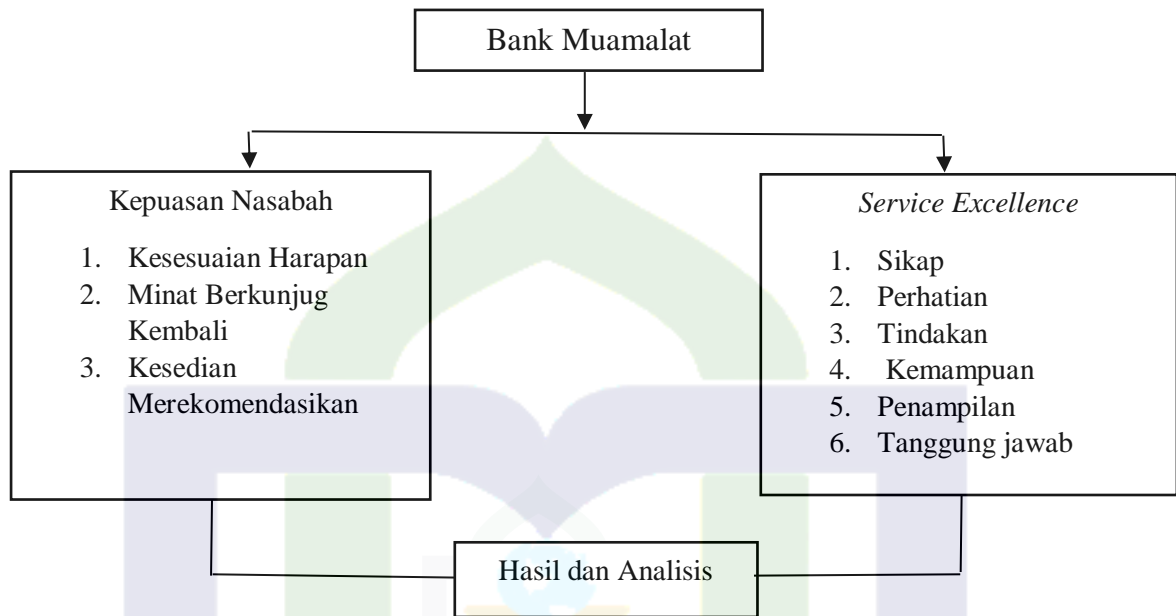 Bank Muamalat
Kepuasan Nasabah
1. Kesesuaian Harapan
2. Minat Berkunjug
Kembali
3. Kesedian
Merekomendasikan
Service Excellence
1. Sikap
2. Perhatian
3. Tindakan
4. Kemampuan
5. Penampilan
6. Tanggung jawab
Hasil dan Analisis